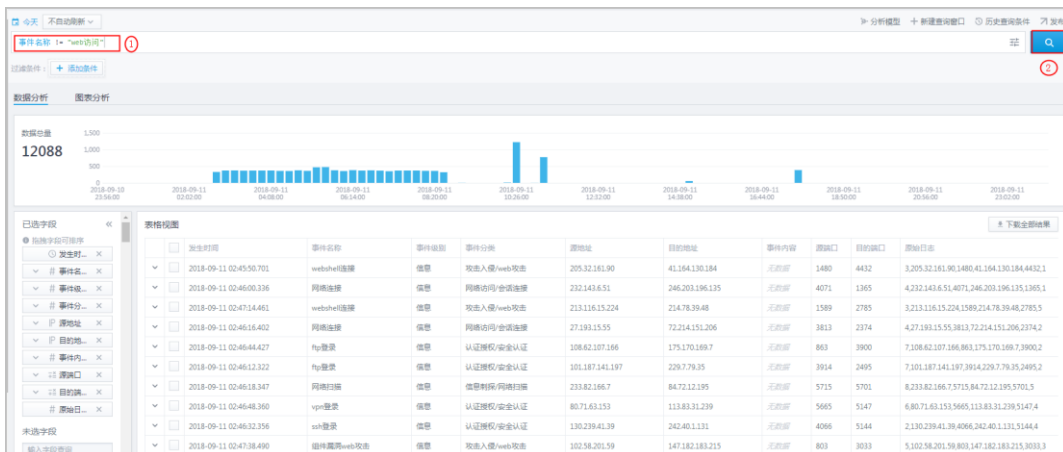 今天 不自动刷新 分析模型 新建查询窗口 历史查询条件 发布
事件名称 != "web访问" ①
②
过滤条件： + 添加条件
数据分析 图表分析
数据总量
12088
1,500
1,000
500
0
2018-09-10 23:56:00
2018-09-11 02:02:00
2018-09-11 04:08:00
2018-09-11 06:14:00
2018-09-11 08:20:00
2018-09-11 10:26:00
2018-09-11 12:32:00
2018-09-11 14:38:00
2018-09-11 16:44:00
2018-09-11 18:50:00
2018-09-11 20:56:00
2018-09-11 23:02:00
已选字段 «
拖拽字段可排序
发生时... ×
# 事件名... ×
# 事件级... ×
# 事件分... ×
IP 源地址 ×
IP 目的地... ×
# 事件内... ×
源端口 ×
目的端... ×
# 原始日... ×
未选字段
输入字段查询
表格视图 下载全部结果
发生时间 事件名称 事件级别 事件分类 源地址 目的地址 事件内容 源端口 目的端口 原始日志
2018-09-11 02:45:50.701 webshell连接 信息 攻击入侵/web攻击 205.32.161.90 41.164.130.184 无数据 1480 4432 3,205.32.161.90,1480,41.164.130.184,4432,1
2018-09-11 02:46:00.336 网络连接 信息 网络访问/会话连接 232.143.6.51 246.203.196.135 无数据 4071 1365 4,232.143.6.51,4071,246.203.196.135,1365,1
2018-09-11 02:47:14.461 webshell连接 信息 攻击入侵/web攻击 213.116.15.224 214.78.39.48 无数据 1589 2785 3,213.116.15.224,1589,214.78.39.48,2785,5
2018-09-11 02:46:16.402 网络连接 信息 网络访问/会话连接 27.193.15.55 72.214.151.206 无数据 3813 2374 4,27.193.15.55,3813,72.214.151.206,2374,2
2018-09-11 02:46:44.427 ftp登录 信息 认证授权/安全认证 108.62.107.166 175.170.169.7 无数据 863 3900 7,108.62.107.166,863,175.170.169.7,3900,2
2018-09-11 02:46:12.322 ftp登录 信息 认证授权/安全认证 101.187.141.197 229.7.79.35 无数据 3914 2495 7,101.187.141.197,3914,229.7.79.35,2495,2
2018-09-11 02:46:18.347 网络扫描 信息 信息刺探/网络扫描 233.82.166.7 84.72.12.195 无数据 5715 5701 8,233.82.166.7,5715,84.72.12.195,5701,5
2018-09-11 02:46:48.360 vpn登录 信息 认证授权/安全认证 80.71.63.153 113.83.31.239 无数据 5665 5147 6,80.71.63.153,5665,113.83.31.239,5147,4
2018-09-11 02:46:32.356 ssh登录 信息 认证授权/安全认证 130.239.41.39 242.40.1.131 无数据 4066 5144 2,130.239.41.39,4066,242.40.1.131,5144,4
2018-09-11 02:47:38.490 组件漏洞web攻击 信息 攻击入侵/web攻击 102.58.201.59 147.182.183.215 无数据 803 3033 5,102.58.201.59,803,147.182.183.215,3033,3